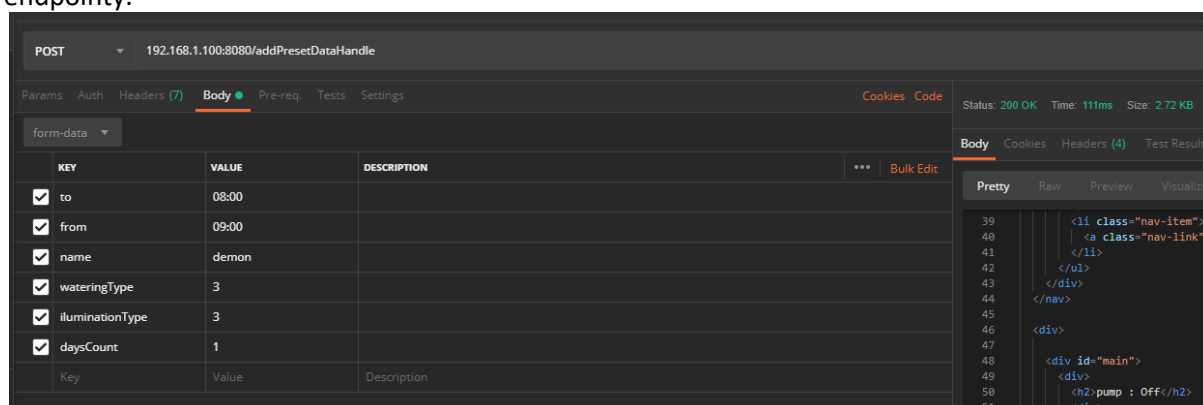 endpointy:
POST 192.168.1.100:8080/addPresetDataHandle
Params Auth Headers (7) Body Pre-req. Tests Settings Cookies Code
Status: 200 OK Time: 111ms Size: 2.72 KB
form-data
Body Cookies Headers (4) Test Result
KEY VALUE DESCRIPTION ••• Bulk Edit
Pretty Raw Preview Visualiz
to 08:00
from 09:00
name demon
wateringType 3
iluminationType 3
daysCount 1
Key Value Description
39 <li class="nav-item">
40 <a class="nav-link"
41 </li>
42 </ul>
43 </div>
44 </nav>
45
46 <div>
47
48 <div id="main">
49 <div>
50 <h2>pump : Off</h2>